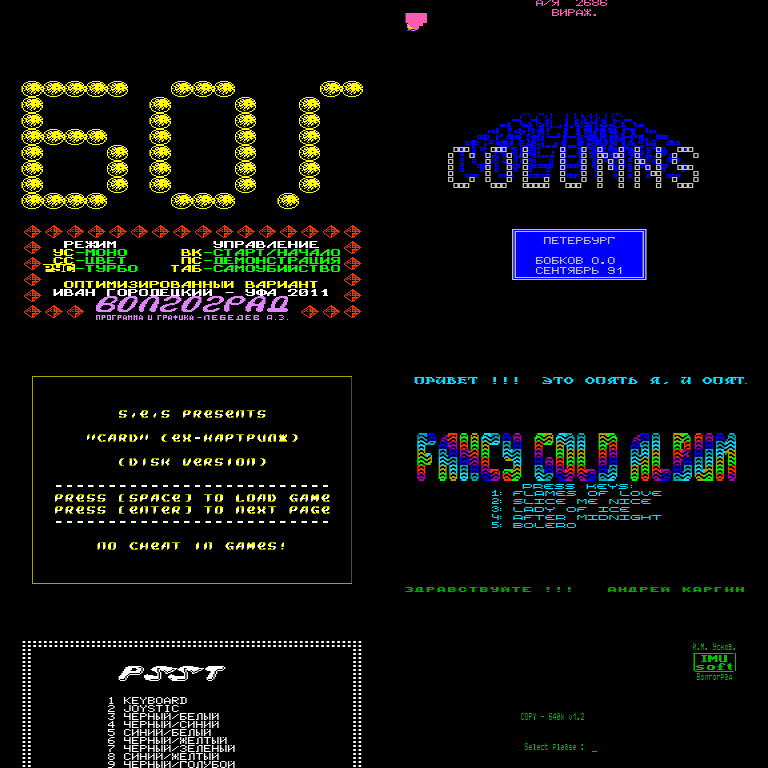 А/Я 2686
ВИРАЖ.
БОГ
РЕЖИМ УПРАВЛЕНИЕ
УС-МОНО ВК-СТАРТ/НАЧАЛО
СС-ЦВЕТ ПС-ДЕМОНСТРАЦИЯ
-ТУРБО ТАБ-САМОУБИЙСТВО
ОПТИМИЗИРОВАННЫЙ ВАРИАНТ
ИВАН ГОРОДЕЦКИЙ - УФА 2011
ВОЛГОГРАД
ПРОГРАММА И ГРАФИКА-ЛЕБЕДЕВ А.З.
COLUMNS
ПЕТЕРБУРГ
БОБКОВ О.О
СЕНТЯБРЬ 91
S,E,S PRESENTS
"CARD" (EX-КАРТРИДЖ)
(DISK VERSION)
PRESS [SPACE] TO LOAD GAME
PRESS [ENTER] TO NEXT PAGE
NO CHEAT IN GAMES!
ПРИВЕТ !!! ЭТО ОПЯТЬ Я, И ОПЯТ
FANCY GOLD ALBUM
PRESS KEYS:
1: FLAMES OF LOVE
2: SLICE ME NICE
3: LADY OF ICE
4: AFTER MIDNIGHT
5: BOLERO
ЗДРАВСТВУЙТЕ !!! АНДРЕЙ КАРГИН
PSST
1 KEYBOARD
2 JOYSTIC
3 ЧЕРНЫЙ/БЕЛЫЙ
4 ЧЕРНЫЙ/СИНИЙ
5 СИНИЙ/БЕЛЫЙ
6 ЧЕРНЫЙ/ЖЕЛТЫЙ
7 ЧЕРНЫЙ/ЗЕЛЕНЫЙ
8 СИНИЙ/ЖЕЛТЫЙ
9 ЧЕРНЫЙ/ГОЛУБОЙ
И.М. Усков.
IMU
soft
Волгоград
COPY - 640k v1.2
Select Please : _